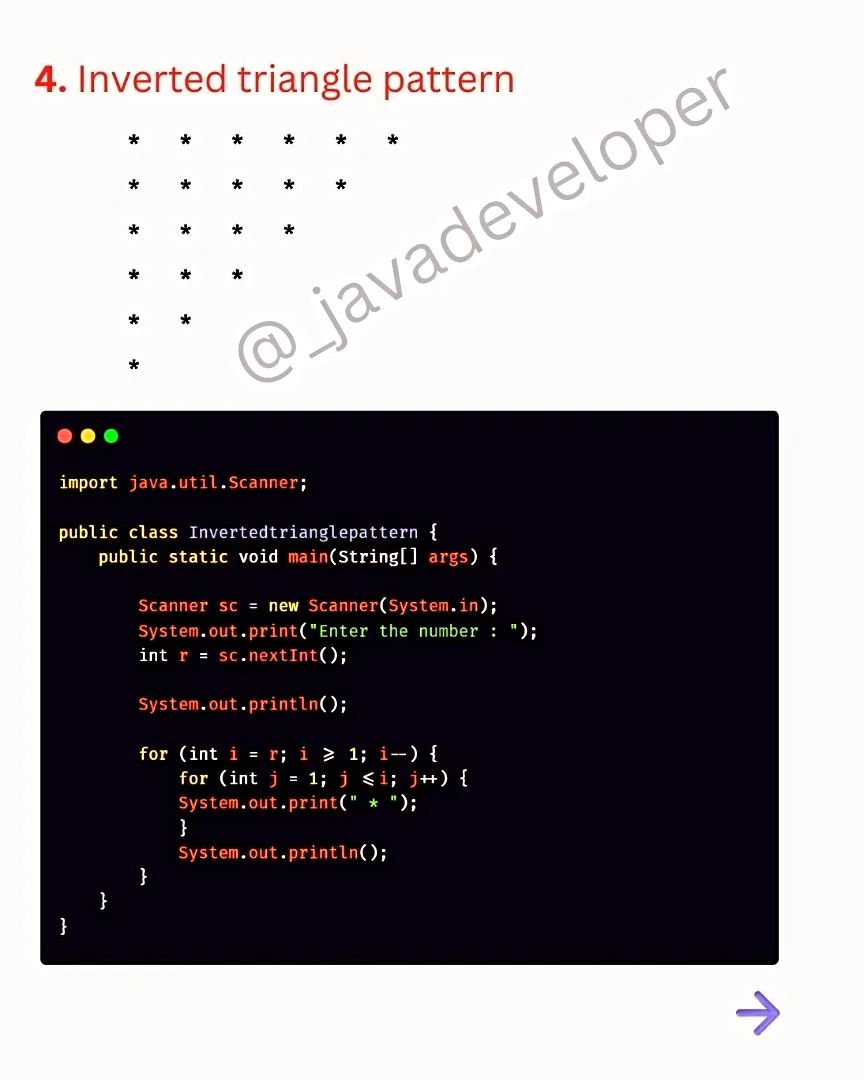 4. Inverted triangle pattern
* * * * * *
* * * * *
* * * *
* * *
* *
*
@_javadeveloper
import java.util.Scanner;
public class Invertedtrianglepattern {
public static void main(String[] args) {
Scanner sc = new Scanner(System.in);
System.out.print("Enter the number : ");
int r = sc.nextInt();
System.out.println();
for (int i = r; i >= 1; i--) {
for (int j = 1; j <=i; j++) {
System.out.print(" * ");
}
System.out.println();
}
}
}